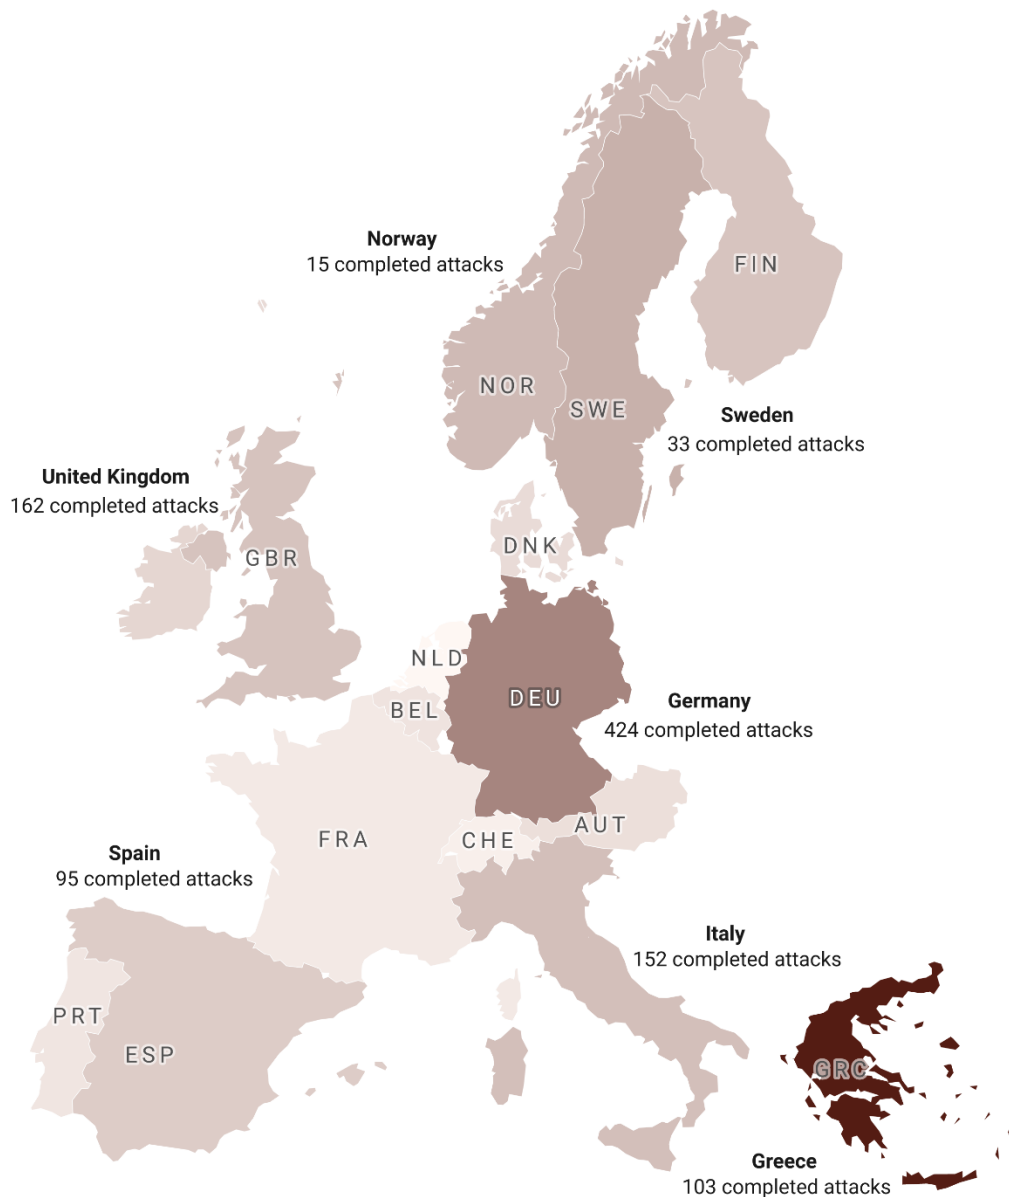 FIN
Norway
15 completed attacks
NOR
SWE
Sweden
33 completed attacks
United Kingdom
162 completed attacks
GBR
DNK
NLD
DEU
BEL
Germany
424 completed attacks
AUT
FRA
CHE
Spain
95 completed attacks
Italy
152 completed attacks
PRT
ESP
GRC
Greece
103 completed attacks